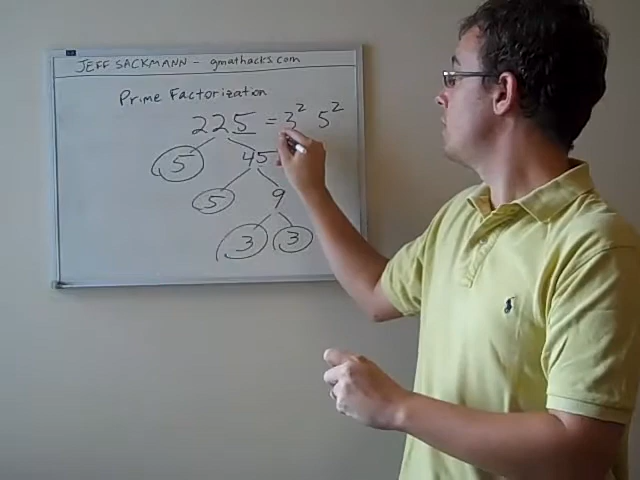 JEFF SACKMANN - gmathacks.com
Prime Factorization
225 = 3² 5²
5 45
5 9
3 3